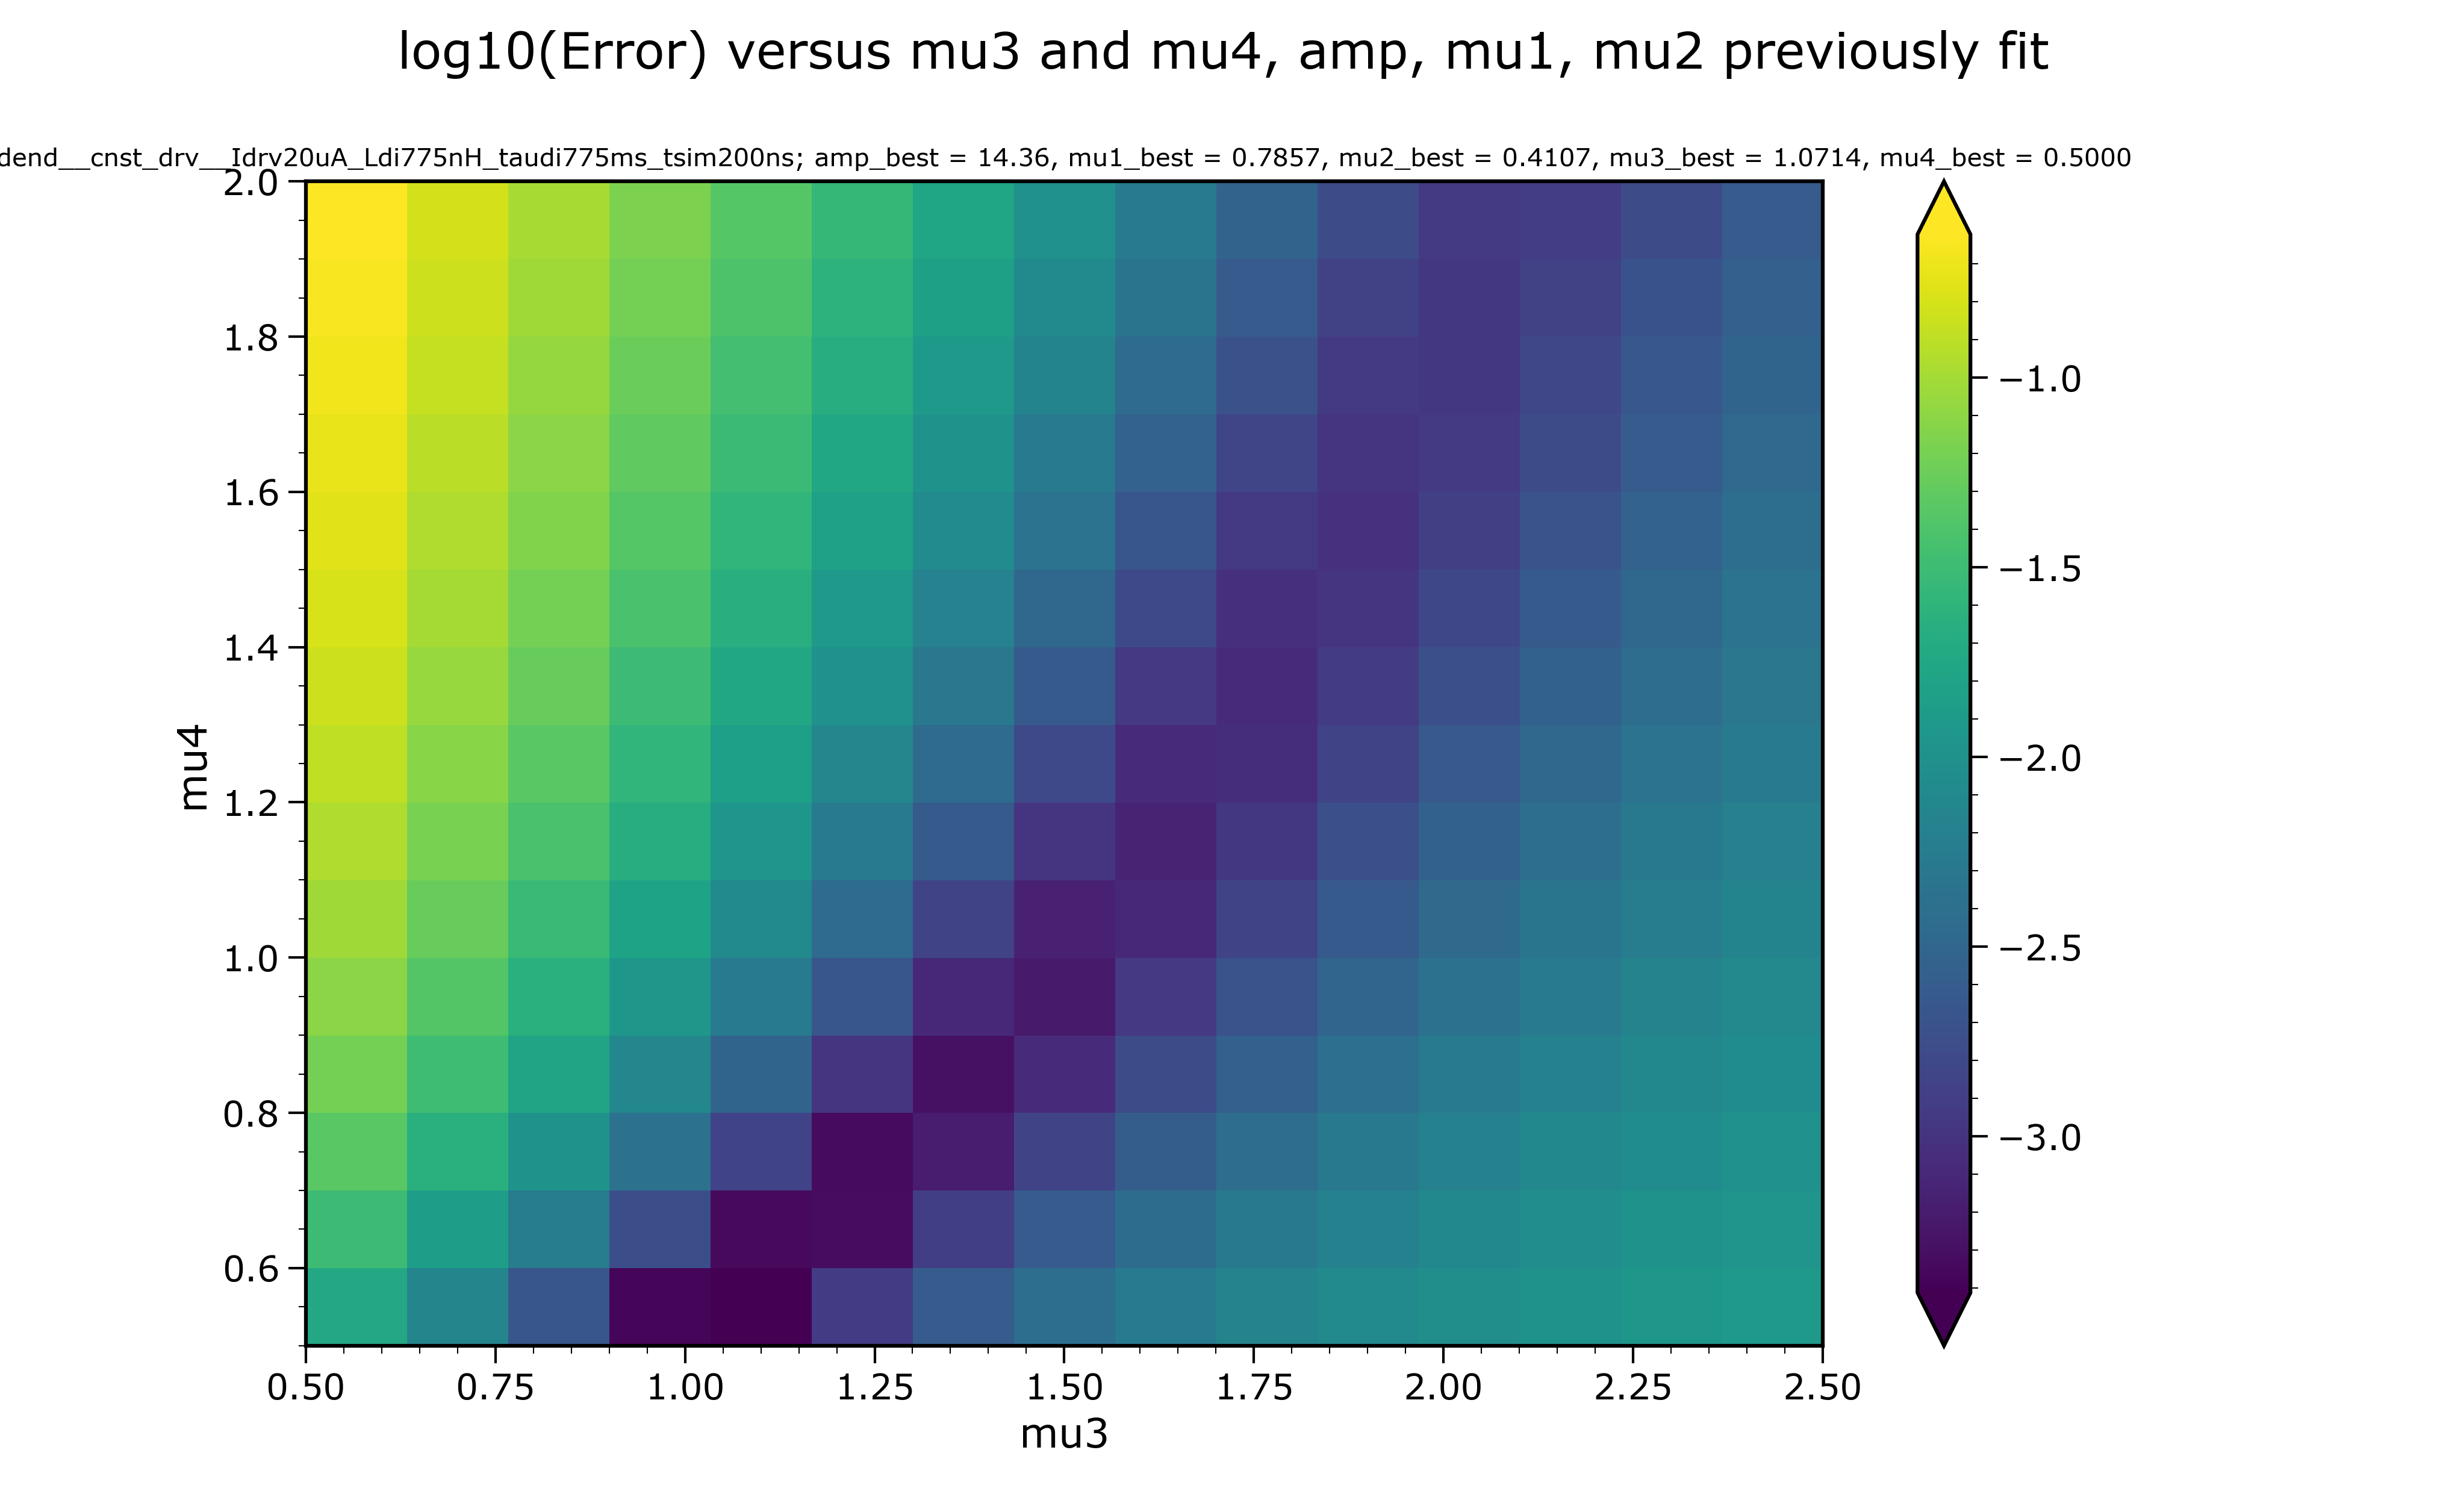 log10(Error) versus mu3 and mu4, amp, mu1, mu2 previously fit
dend__cnst_drv__Idrv20uA_Ldi775nH_taudi775ms_tsim200ns; amp_best = 14.36, mu1_best = 0.7857, mu2_best = 0.4107, mu3_best = 1.0714, mu4_best = 0.5000
2.0
1.8
1.6
1.4
1.2
1.0
0.8
0.6
mu4
0.50 0.75 1.00 1.25 1.50 1.75 2.00 2.25 2.50
mu3
−1.0
−1.5
−2.0
−2.5
−3.0